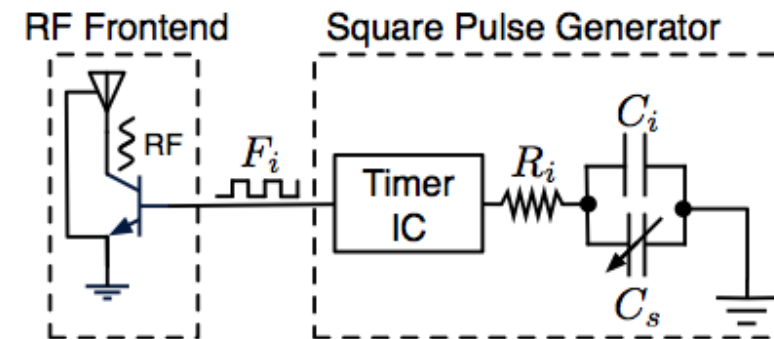 RF Frontend
Square Pulse Generator
RF
F_i
Timer
IC
R_i
C_i
C_s